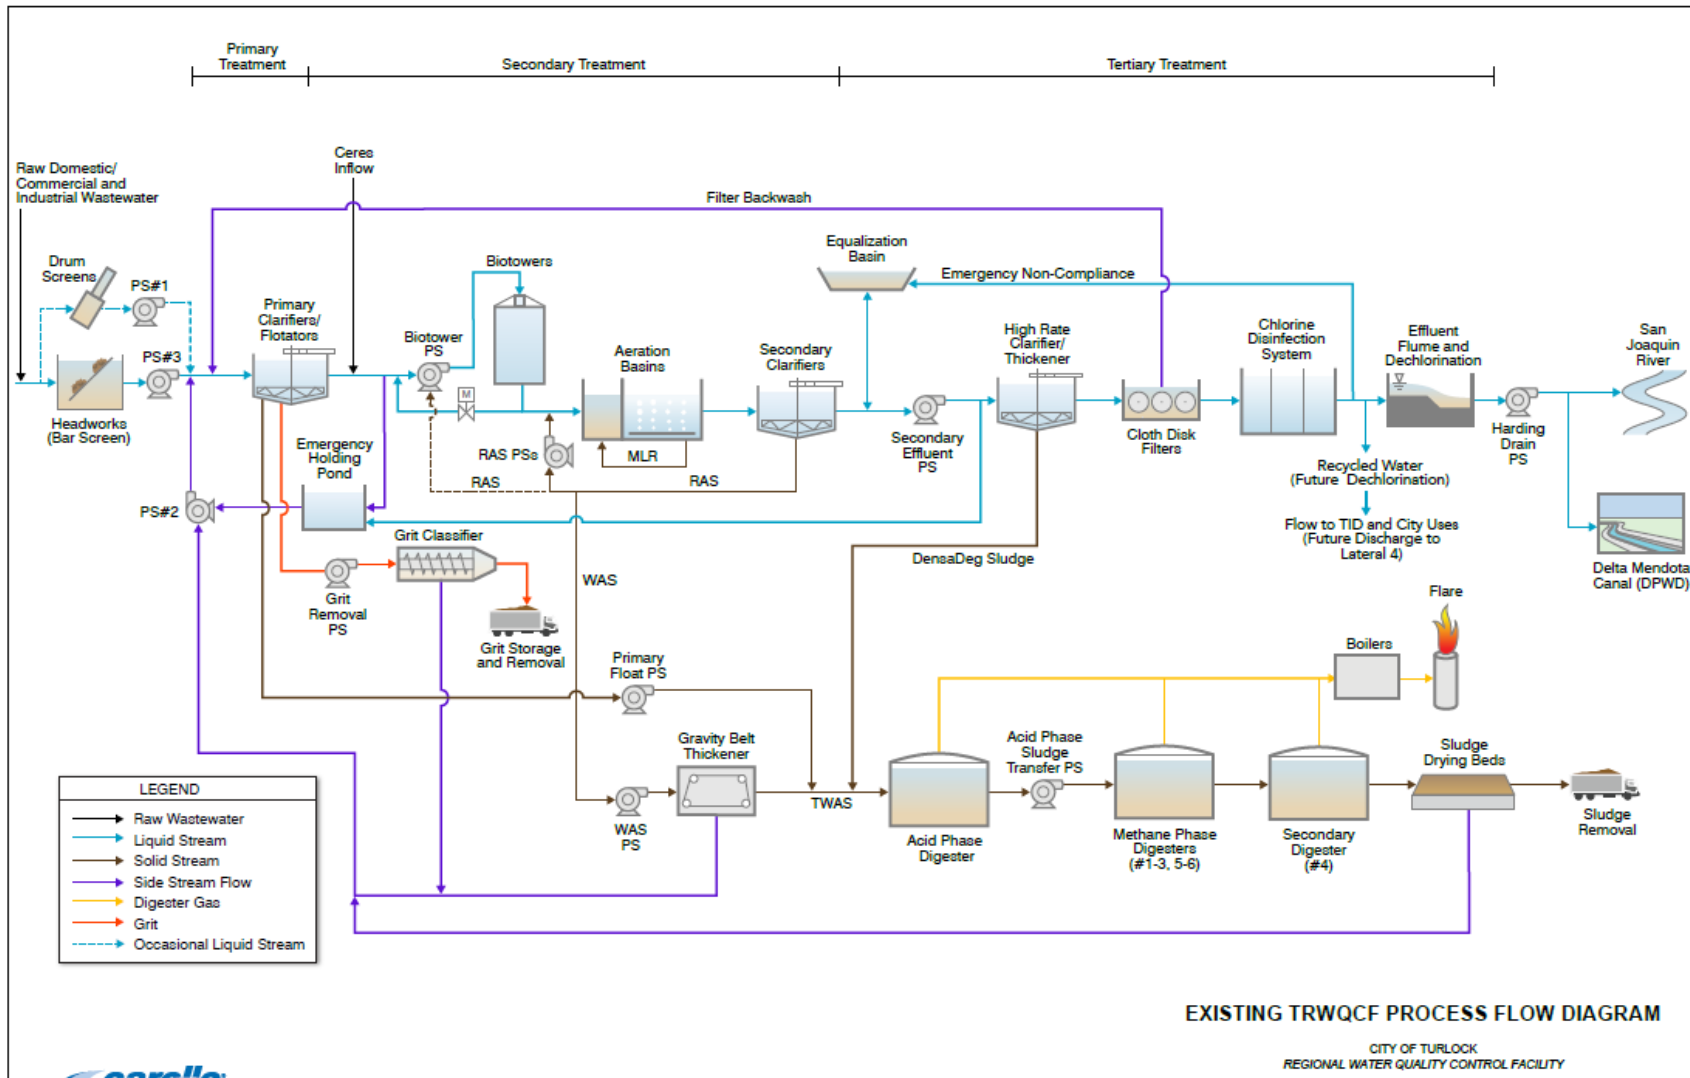 Primary
Treatment
Secondary Treatment
Tertiary Treatment
Raw Domestic/
Commercial and
Industrial Wastewater
Ceres
Inflow
Filter Backwash
Drum
Screens
PS#1
PS#3
Headworks
(Bar Screen)
Primary
Clarifiers/
Flotators
Biotowers
Biotower
PS
M
Aeration
Basins
Secondary
Clarifiers
Equalization
Basin
Emergency Non-Compliance
High Rate
Clarifier/
Thickener
Chlorine
Disinfection
System
Effluent
Flume and
Dechlorination
San
Joaquin
River
Emergency
Holding
Pond
PS#2
RAS PSs
RAS
MLR
RAS
Secondary
Effluent
PS
Cloth Disk
Filters
Harding
Drain
PS
Recycled Water
(Future Dechlorination)
Flow to TID and City Uses
(Future Discharge to
Lateral 4)
Delta Mendota
Canal (DPWD)
Grit Classifier
Grit
Removal
PS
Grit Storage
and Removal
WAS
DensaDeg Sludge
Primary
Float PS
Gravity Belt
Thickener
WAS
PS
TWAS
Acid Phase
Digester
Acid Phase
Sludge
Transfer PS
Methane Phase
Digesters
(#1-3, 5-6)
Secondary
Digester
(#4)
Boilers
Flare
Sludge
Drying Beds
Sludge
Removal
LEGEND
Raw Wastewater
Liquid Stream
Solid Stream
Side Stream Flow
Digester Gas
Grit
Occasional Liquid Stream
EXISTING TRWQCF PROCESS FLOW DIAGRAM
CITY OF TURLOCK
REGIONAL WATER QUALITY CONTROL FACILITY